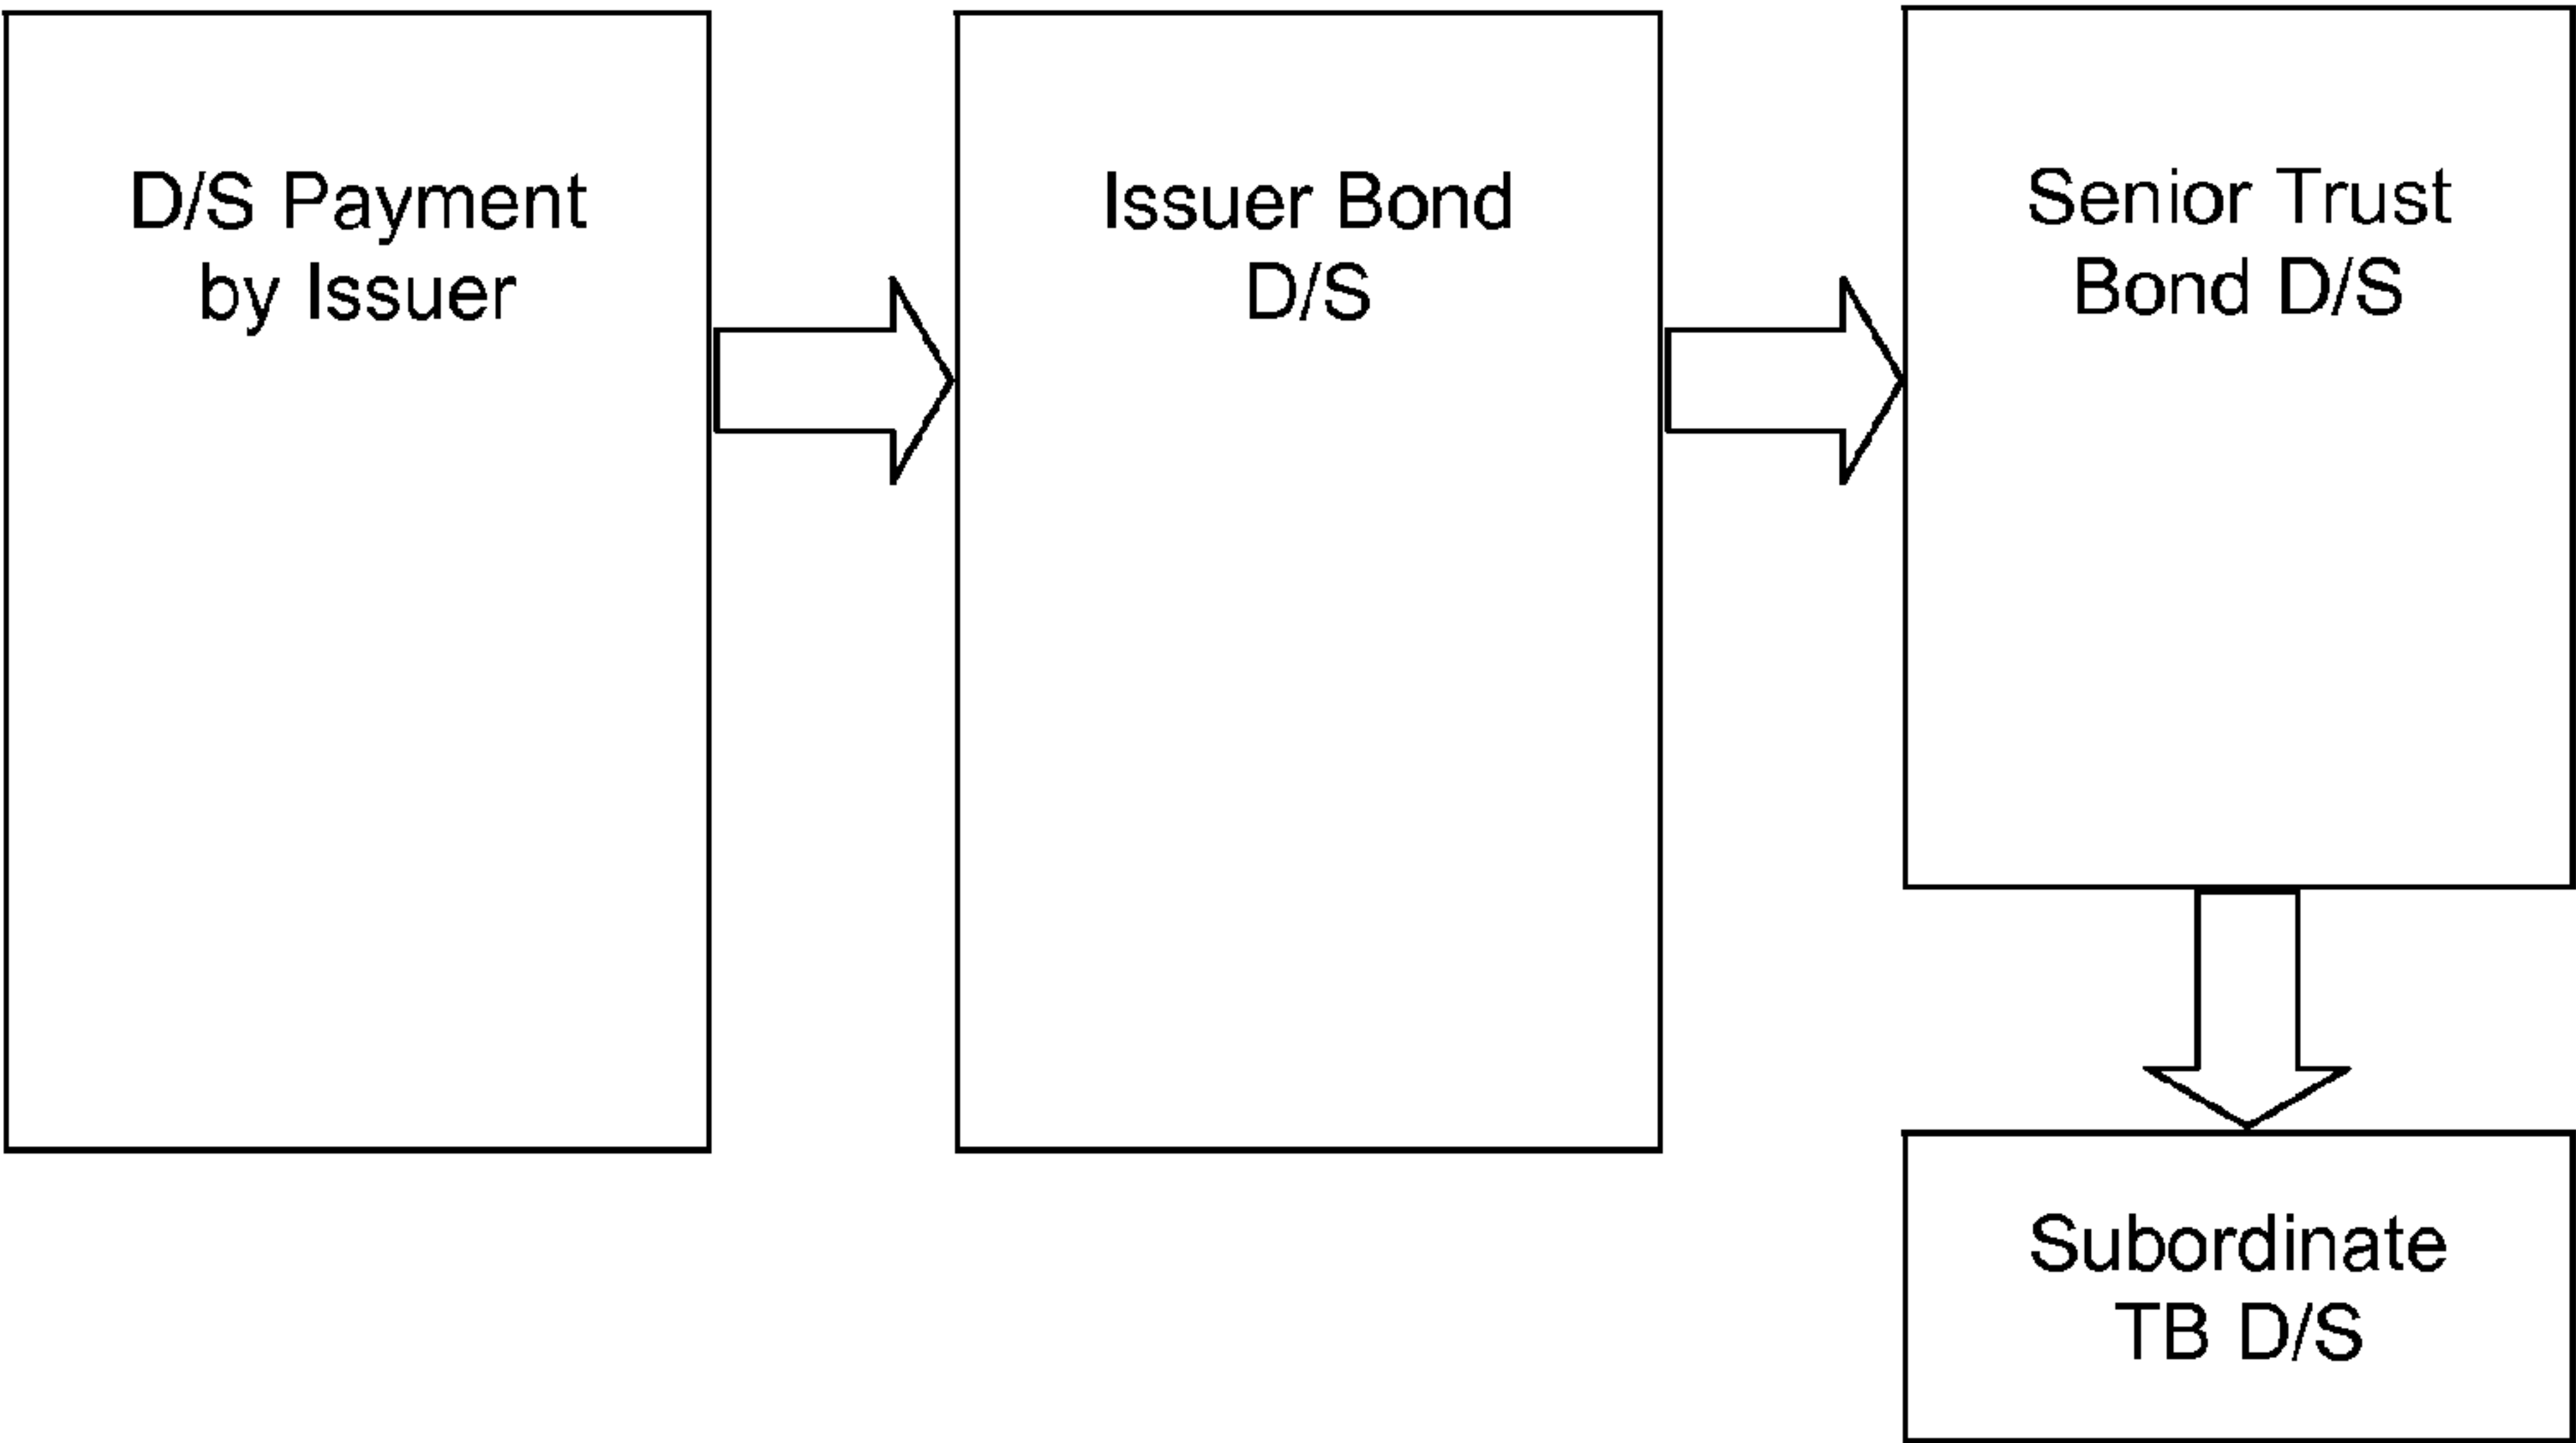 D/S Payment
by Issuer
Issuer Bond
D/S
Senior Trust
Bond D/S
Subordinate
TB D/S